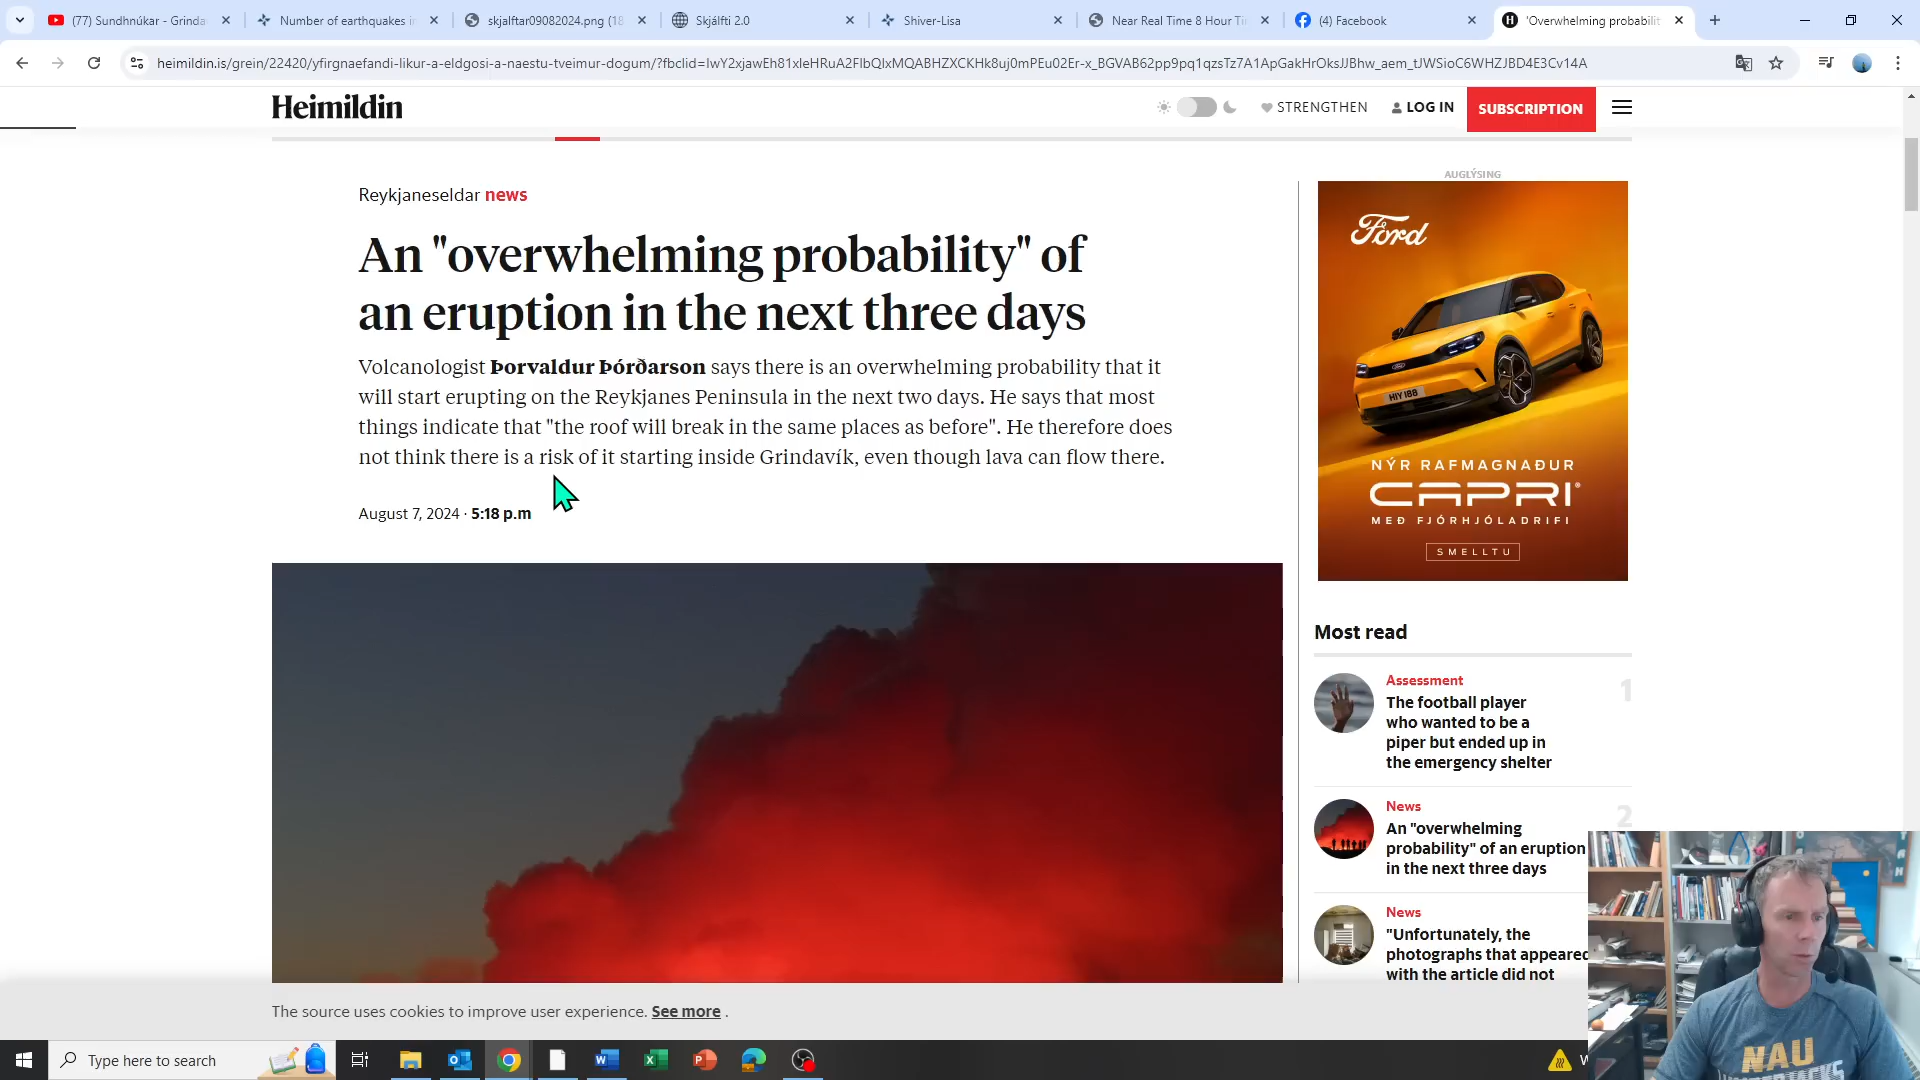 (77) Sundhnúkar - Grinda
Number of earthquakes i
skjalftar09082024.png (18
Skjálfti 2.0
Shiver-Lisa
Near Real Time 8 Hour Ti
(4) Facebook
'Overwhelming probabilit
heimildin.is/grein/22420/yfirgnaefandi-likur-a-eldgosi-a-naestu-tveimur-dogum/?fbclid=IwY2xjawEh81xleHRuA2FlbQIxMQABHZXCKHk8uj0mPEu02Er-x_BGVAB62pp9pq1qzsTz7A1ApGakHrOksJJBhw_aem_tJWSioC6WHZJBD4E3Cv14A
Heimildin
STRENGTHEN
LOG IN
SUBSCRIPTION
Reykjaneseldar news
An "overwhelming probability" of
an eruption in the next three days
Volcanologist Þorvaldur Þórðarson says there is an overwhelming probability that it
will start erupting on the Reykjanes Peninsula in the next two days. He says that most
things indicate that "the roof will break in the same places as before". He therefore does
not think there is a risk of it starting inside Grindavík, even though lava can flow there.
August 7, 2024 · 5:18 p.m
AUGLÝSING
Ford
HIY 188
NÝR RAFMAGNAÐUR
CAPRI
MEÐ FJÓRHJÓLADRIFI
SMELLTU
Most read
Assessment
1
The football player
who wanted to be a
piper but ended up in
the emergency shelter
News
2
An "overwhelming
probability" of an eruption
in the next three days
News
"Unfortunately, the
photographs that appeared
with the article did not
The source uses cookies to improve user experience. See more .
Type here to search
W
NAU